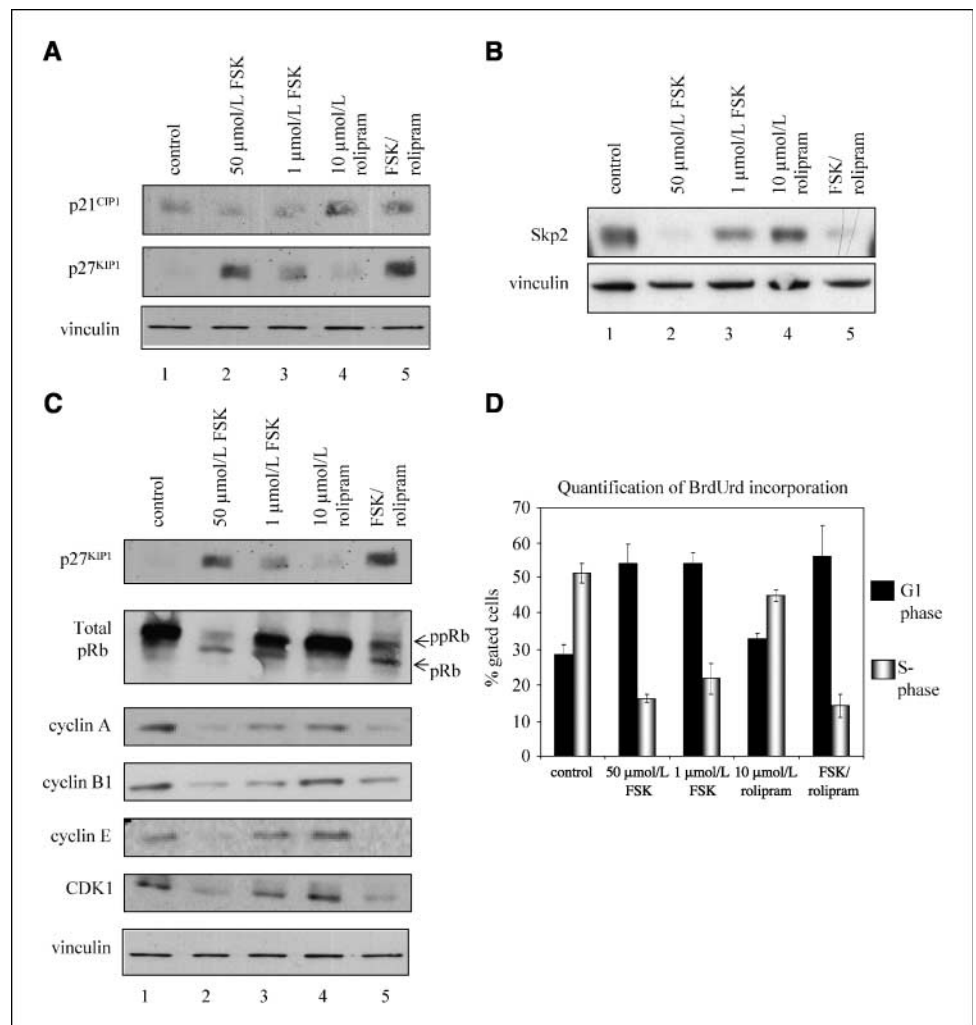 A
control
50 µmol/L FSK
1 µmol/L FSK
10 µmol/L
rolipram
FSK/
rolipram
p21CIP1
p27KIP1
vinculin
1 2 3 4 5
B
control
50 µmol/L FSK
1 µmol/L FSK
10 µmol/L
rolipram
FSK/
rolipram
Skp2
vinculin
1 2 3 4 5
C
control
50 µmol/L FSK
1 µmol/L FSK
10 µmol/L
rolipram
FSK/
rolipram
p27KIP1
Total
pRb
ppRb
pRb
cyclin A
cyclin B1
cyclin E
CDK1
vinculin
1 2 3 4 5
D
Quantification of BrdUrd incorporation
% gated cells
70
60
50
40
30
20
10
0
control
50 µmol/L
FSK
1 µmol/L
FSK
10 µmol/L
rolipram
FSK/
rolipram
G1
phase
S-
phase